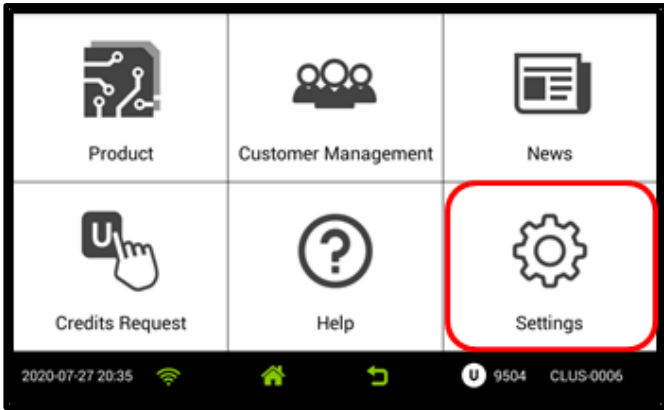 Product
Customer Management
News
U
Credits Request
?
Help
Settings
2020-07-27 20:35
U 9504 CLUS-0006